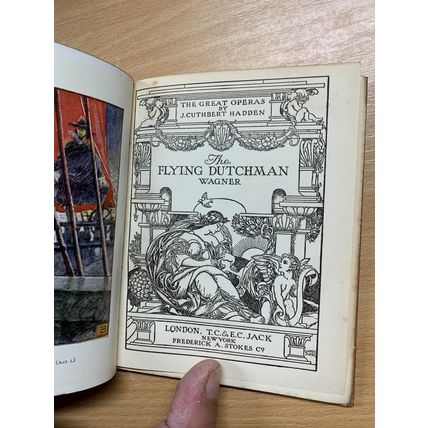 (Act I.)
THE GREAT OPERAS
BY
J. CUTHBERT HADDEN
The
FLYING DUTCHMAN
WAGNER
LONDON. T.C. & E.C. JACK
NEW YORK
FREDERICK A. STOKES Co